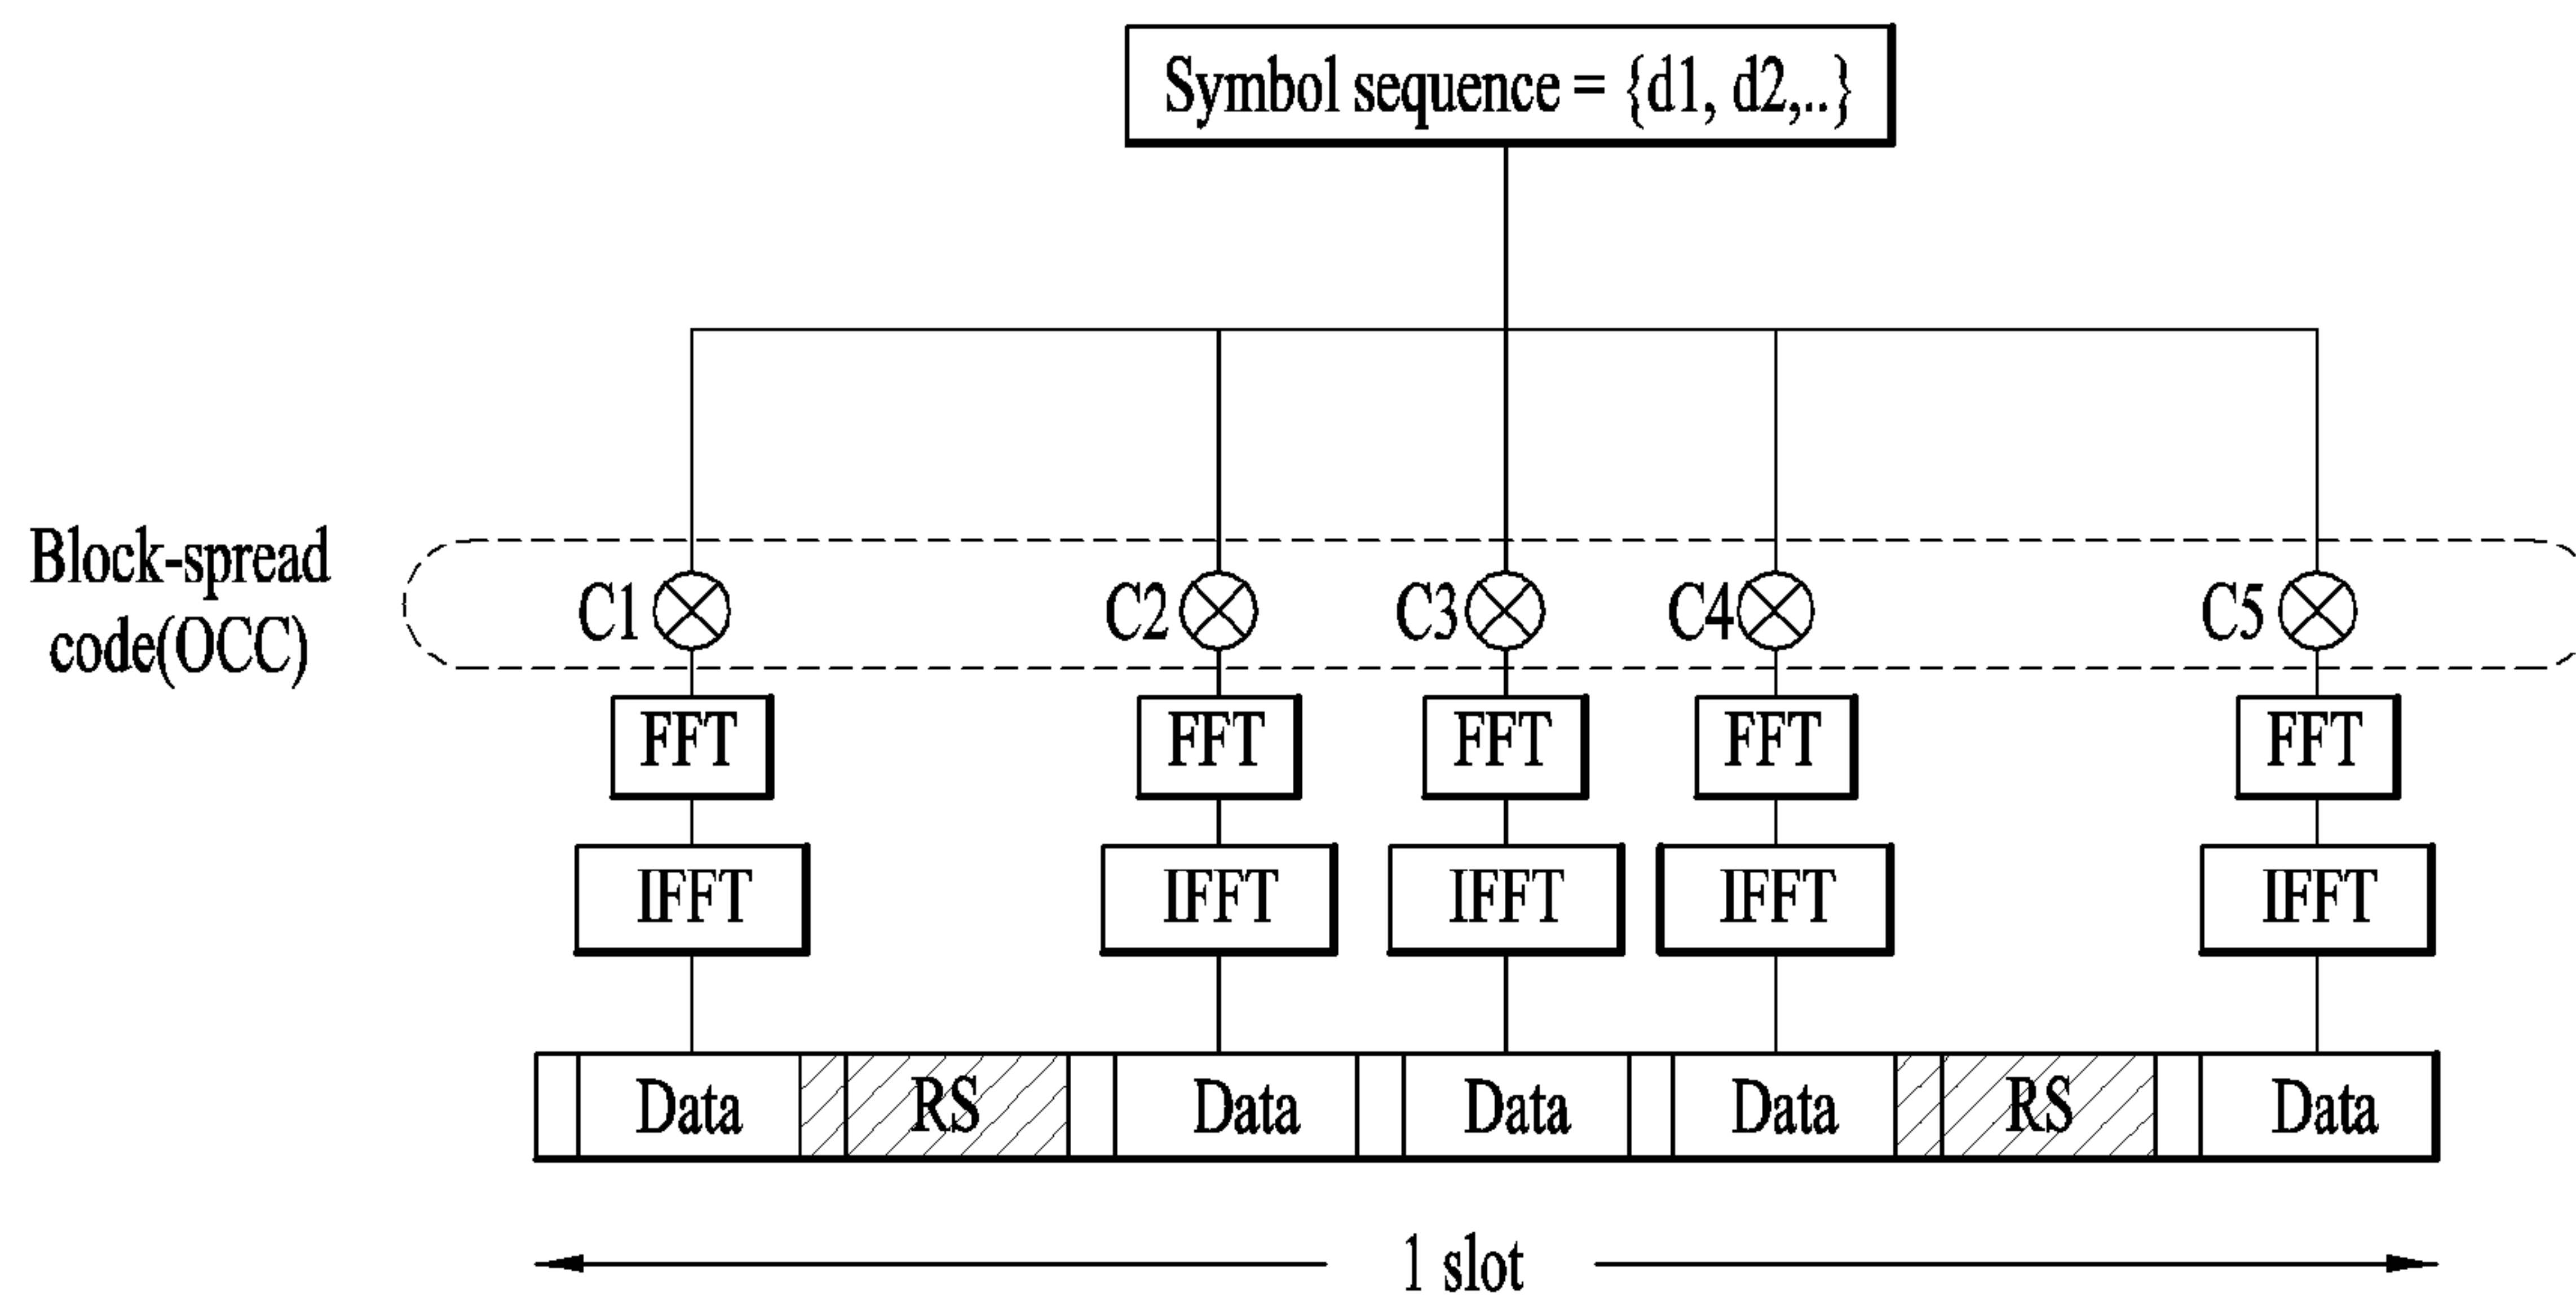 Symbol sequence = {d1, d2,..}
Block-spread
code(OCC)
C1 C2 C3 C4 C5
FFT FFT FFT FFT FFT
IFFT IFFT IFFT IFFT IFFT
Data RS Data Data Data RS Data
1 slot